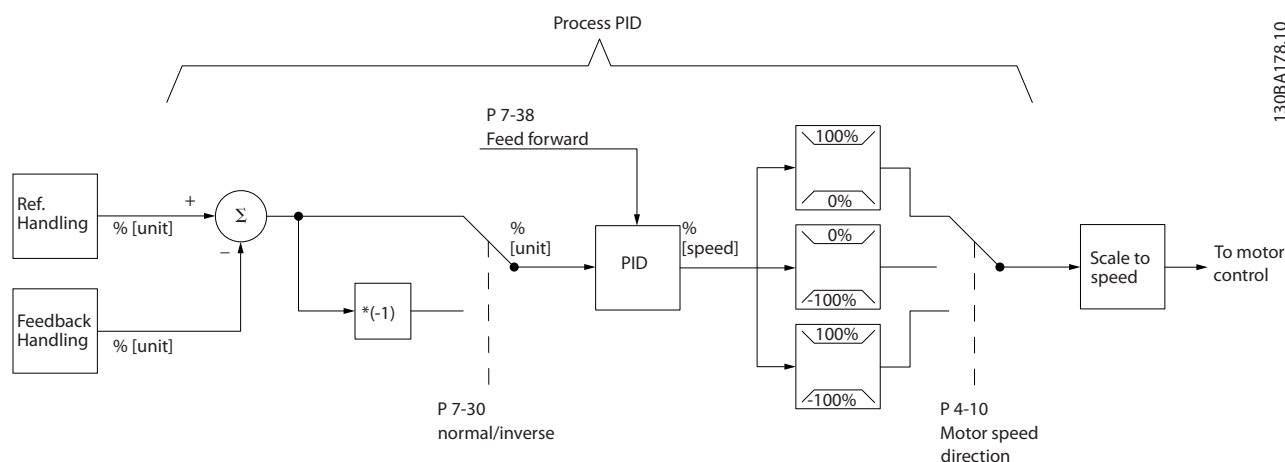 Process PID
130BA178.10
P 7-38
Feed forward
100%
0%
Ref.
Handling
+
% [unit]
Σ
_
%
[unit]
PID
%
[speed]
0%
-100%
Scale to
speed
To motor
control
Feedback
Handling
% [unit]
*(-1)
100%
-100%
P 7-30
normal/inverse
P 4-10
Motor speed
direction